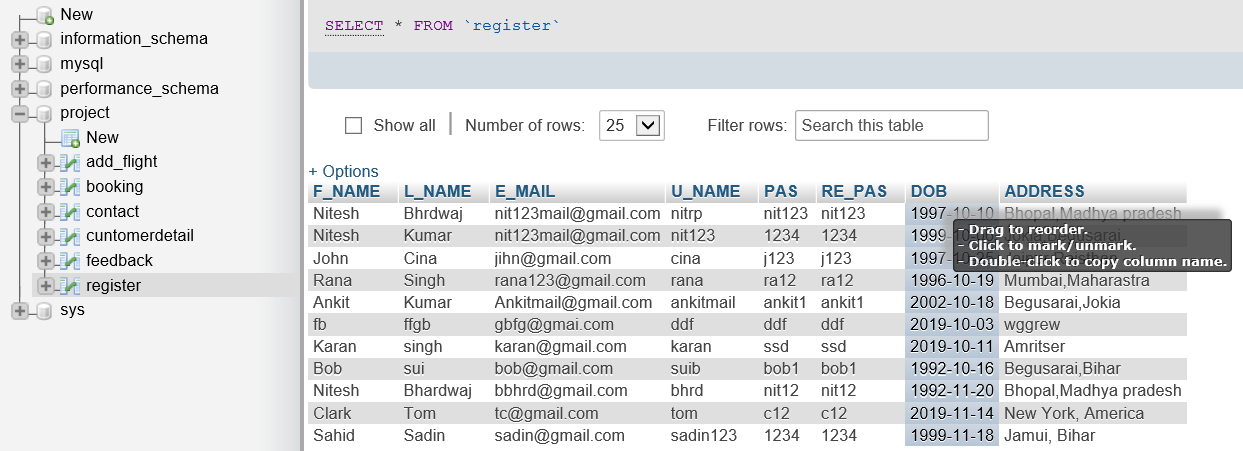 New
information_schema
mysql
performance_schema
project
New
add_flight
booking
contact
cuntomerdetail
feedback
register
sys
SELECT * FROM `register`
Show all | Number of rows: 25 Filter rows: Search this table
+ Options
F_NAME L_NAME E_MAIL U_NAME PAS RE_PAS DOB ADDRESS
Nitesh Bhrdwaj nit123mail@gmail.com nitrp nit123 nit123 1997-10-10 Bhopal,Madhya pradesh
Nitesh Kumar nit123mail@gmail.com nit123 1234 1234 Jokia,Begusarai
John Cina jihn@gmail.com cina j123 j123
Rana Singh rana123@gmail.com rana ra12 ra12 1996-10-19 Mumbai,Maharastra
Ankit Kumar Ankitmail@gmail.com ankitmail ankit1 ankit1 2002-10-18 Begusarai,Jokia
fb ffgb gbfg@gmai.com ddf ddf ddf 2019-10-03 wggrew
Karan singh karan@gmail.com karan ssd ssd 2019-10-11 Amritser
Bob sui bob@gmail.com suib bob1 bob1 1992-10-16 Begusarai,Bihar
Nitesh Bhardwaj bbhrd@gmail.com bhrd nit12 nit12 1992-11-20 Bhopal,Madhya pradesh
Clark Tom tc@gmail.com tom c12 c12 2019-11-14 New York, America
Sahid Sadin sadin@gmail.com sadin123 1234 1234 1999-11-18 Jamui, Bihar
- Drag to reorder.
- Click to mark/unmark.
- Double-click to copy column name.